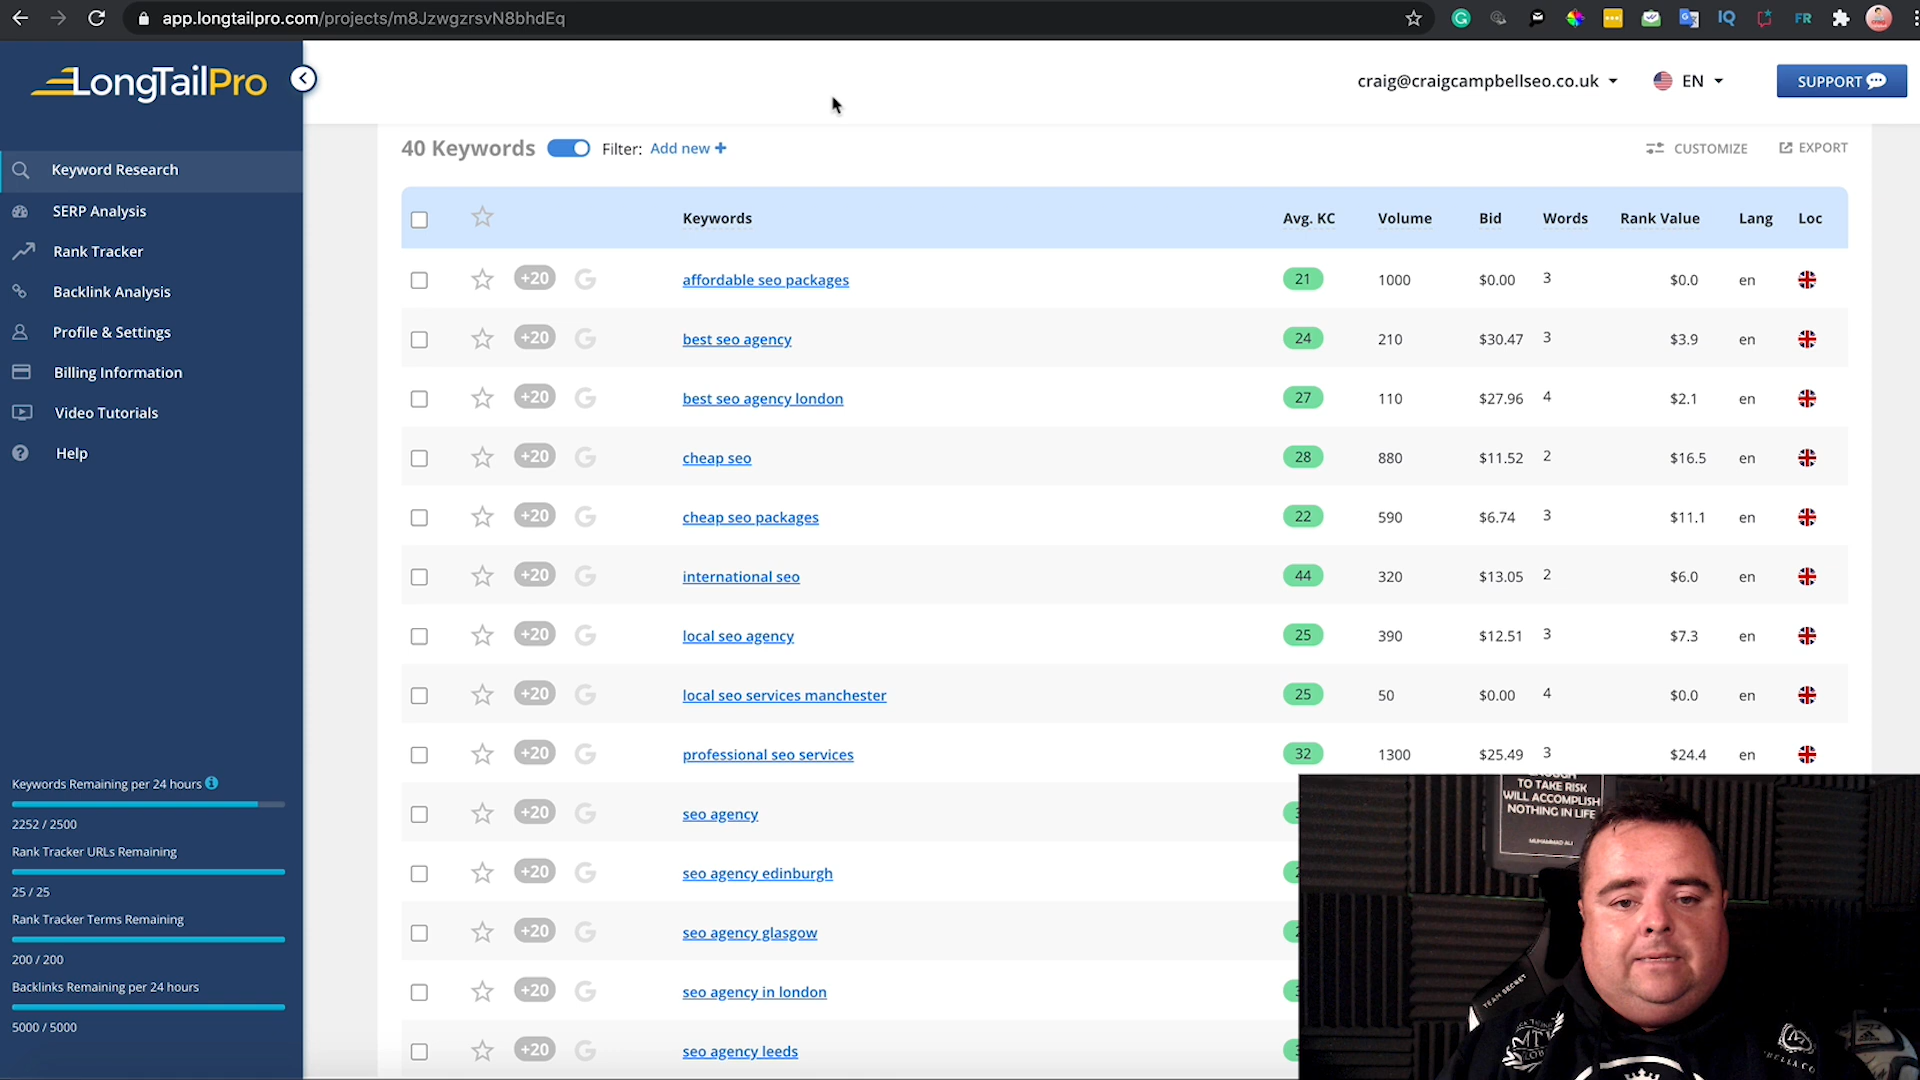 app.longtailpro.com/projects/m8JzwgzrsvN8bhdEq
IQ
FR
LongTailPro
craig@craigcampbellseo.co.uk
EN
SUPPORT
Keyword Research
SERP Analysis
Rank Tracker
Backlink Analysis
Profile & Settings
Billing Information
Video Tutorials
Help
Keywords Remaining per 24 hours
2252 / 2500
Rank Tracker URLs Remaining
25 / 25
Rank Tracker Terms Remaining
200 / 200
Backlinks Remaining per 24 hours
5000 / 5000
40 Keywords Filter: Add new + CUSTOMIZE EXPORT
Keywords Avg. KC Volume Bid Words Rank Value Lang Loc
+20 G affordable seo packages 21 1000 $0.00 3 $0.0 en
+20 G best seo agency 24 210 $30.47 3 $3.9 en
+20 G best seo agency london 27 110 $27.96 4 $2.1 en
+20 G cheap seo 28 880 $11.52 2 $16.5 en
+20 G cheap seo packages 22 590 $6.74 3 $11.1 en
+20 G international seo 44 320 $13.05 2 $6.0 en
+20 G local seo agency 25 390 $12.51 3 $7.3 en
+20 G local seo services manchester 25 50 $0.00 4 $0.0 en
+20 G professional seo services 32 1300 $25.49 3 $24.4 en
+20 G seo agency
+20 G seo agency edinburgh
+20 G seo agency glasgow
+20 G seo agency in london
+20 G seo agency leeds
TO TAKE RISK
WILL ACCOMPLISH
NOTHING IN LIFE
MUHAMMAD ALI
TEAM SECRET